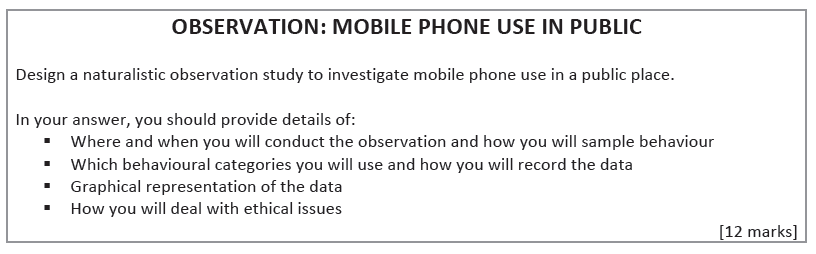 OBSERVATION: MOBILE PHONE USE IN PUBLIC
Design a naturalistic observation study to investigate mobile phone use in a public place.
In your answer, you should provide details of:
▪ Where and when you will conduct the observation and how you will sample behaviour
▪ Which behavioural categories you will use and how you will record the data
▪ Graphical representation of the data
▪ How you will deal with ethical issues
[12 marks]